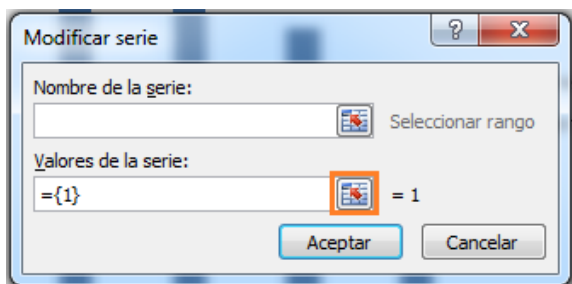 Modificar serie
Nombre de la serie:
Seleccionar rango
Valores de la serie:
={1} = 1
Aceptar Cancelar